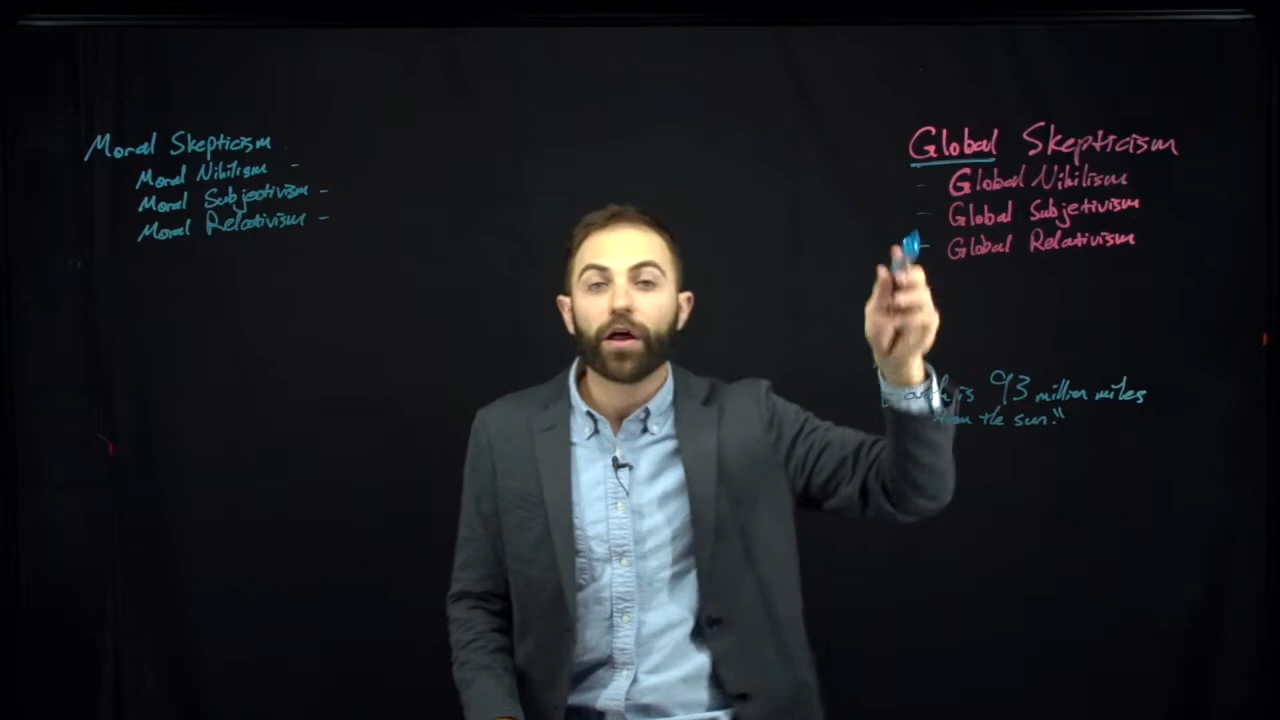 Moral Skepticism
Moral Nihilism -
Moral Subjectivism -
Moral Relativism -
Global Skepticism
- Global Nihilism
- Global Subjetivism
- Global Relativism
is 93 million miles
the sun."